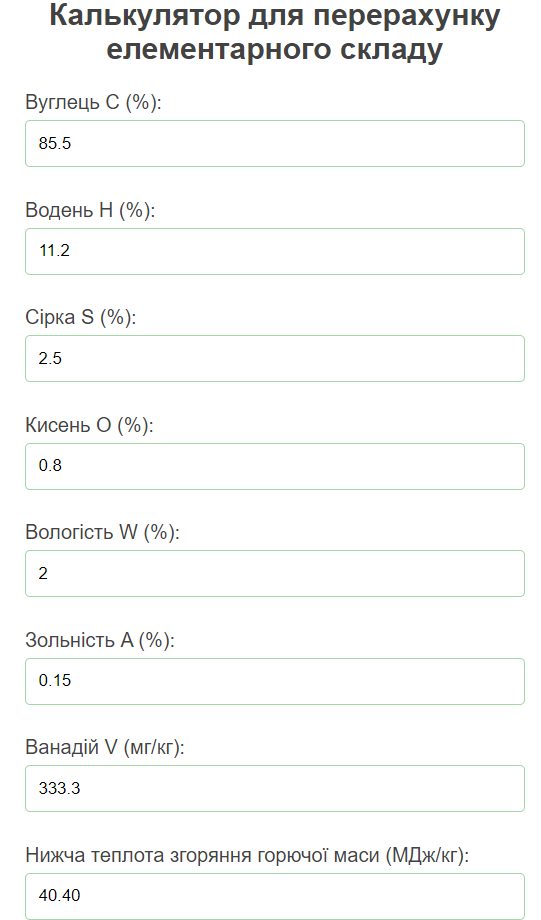 Калькулятор для перерахунку
елементарного складу
Вуглець C (%):
85.5
Водень H (%):
11.2
Сірка S (%):
2.5
Кисень O (%):
0.8
Вологість W (%):
2
Зольність A (%):
0.15
Ванадій V (мг/кг):
333.3
Нижча теплота згоряння горючої маси (МДж/кг):
40.40